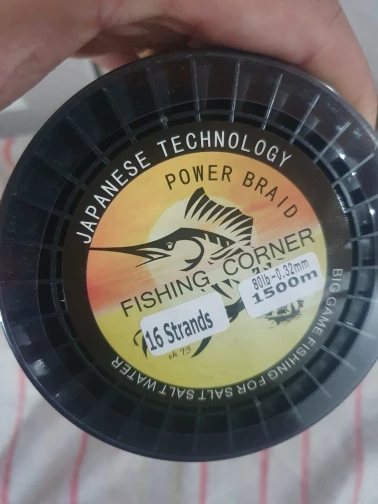 JAPANESE TECHNOLOGY
POWER BRAID
FISHING CORNER
80lb-0.32mm
1500m
16 Strands
BIG GAME FISHING FOR SALT SALT WATER